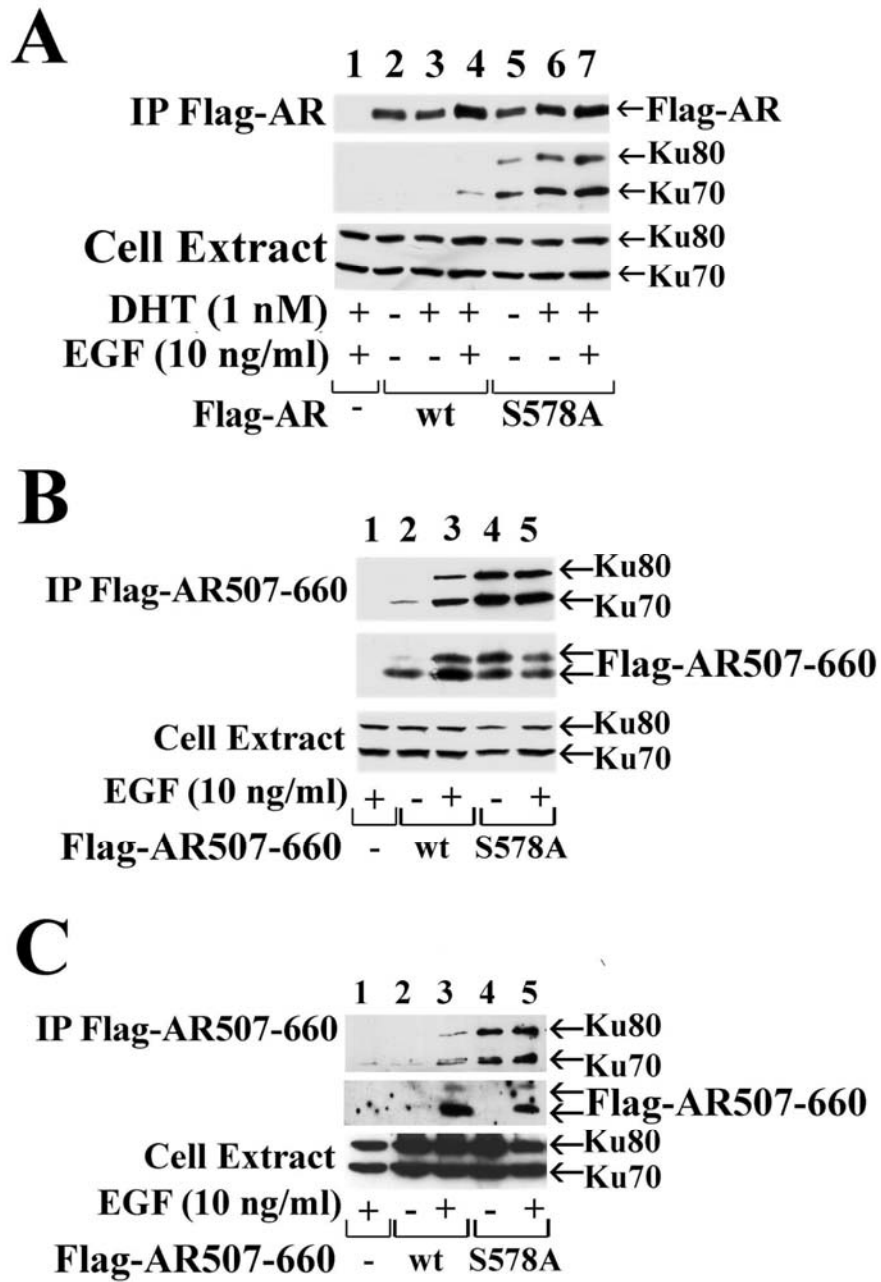 A
1 2 3 4 5 6 7
IP Flag-AR ←Flag-AR
←Ku80
←Ku70
Cell Extract ←Ku80
←Ku70
DHT (1 nM) + - + + - + +
EGF (10 ng/ml) + - - + - - +
Flag-AR - wt S578A
B
1 2 3 4 5
IP Flag-AR507-660 ←Ku80
←Ku70
←Flag-AR507-660
Cell Extract ←Ku80
←Ku70
EGF (10 ng/ml) + - + - +
Flag-AR507-660 - wt S578A
C
1 2 3 4 5
IP Flag-AR507-660 ←Ku80
←Ku70
←Flag-AR507-660
Cell Extract ←Ku80
←Ku70
EGF (10 ng/ml) + - + - +
Flag-AR507-660 - wt S578A